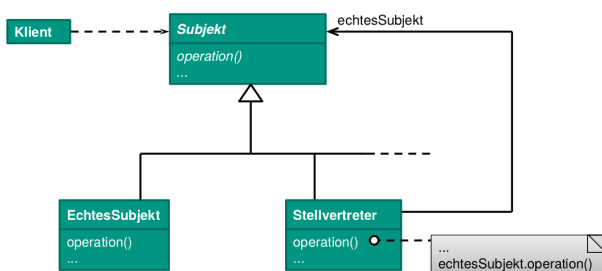 echtesSubjekt
Klient
Subjekt
operation()
...
EchtesSubjekt
operation()
...
Stellvertreter
operation()
...
...
echtesSubjekt.operation()